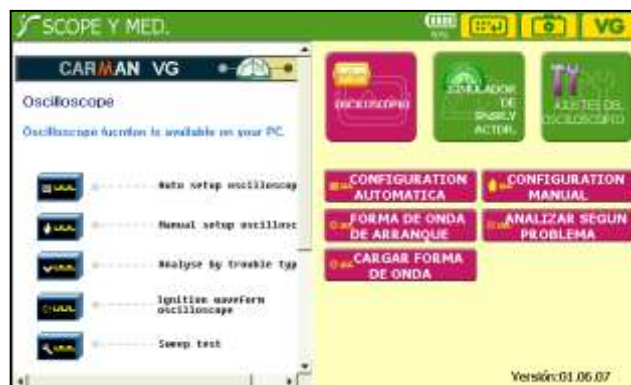 SCOPE Y MED.
VG
CARMAN VG
Oscilloscope
Oscilloscope fucntion is available on your PC.
Auto setup oscilloscop
Manual setup oscillosc
Analyse by trouble typ
Ignition waveform
oscilloscope
Sweep test
OSCILOSCOPIO
SIMULADOR
DE
SNSR.Y
ACTDR.
AJUSTES DEL
OSCILOSCOPIO
CONFIGURATION
AUTOMATICA
CONFIGURATION
MANUAL
FORMA DE ONDA
DE ARRANQUE
ANALIZAR SEGUN
PROBLEMA
CARGAR FORMA
DE ONDA
Versión:01.06.07